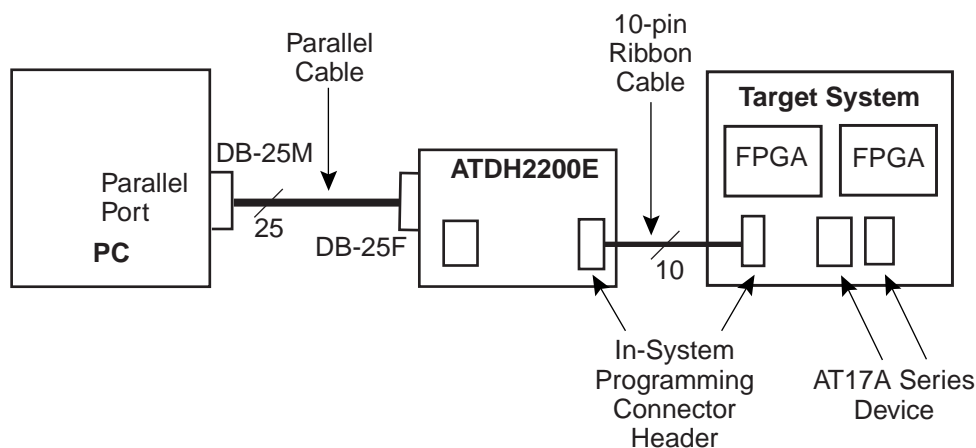 Parallel
Cable
10-pin
Ribbon
Cable
Target System
FPGA
FPGA
DB-25M
ATDH2200E
Parallel
Port
PC
25
DB-25F
10
In-System
Programming
Connector
Header
AT17A Series
Device